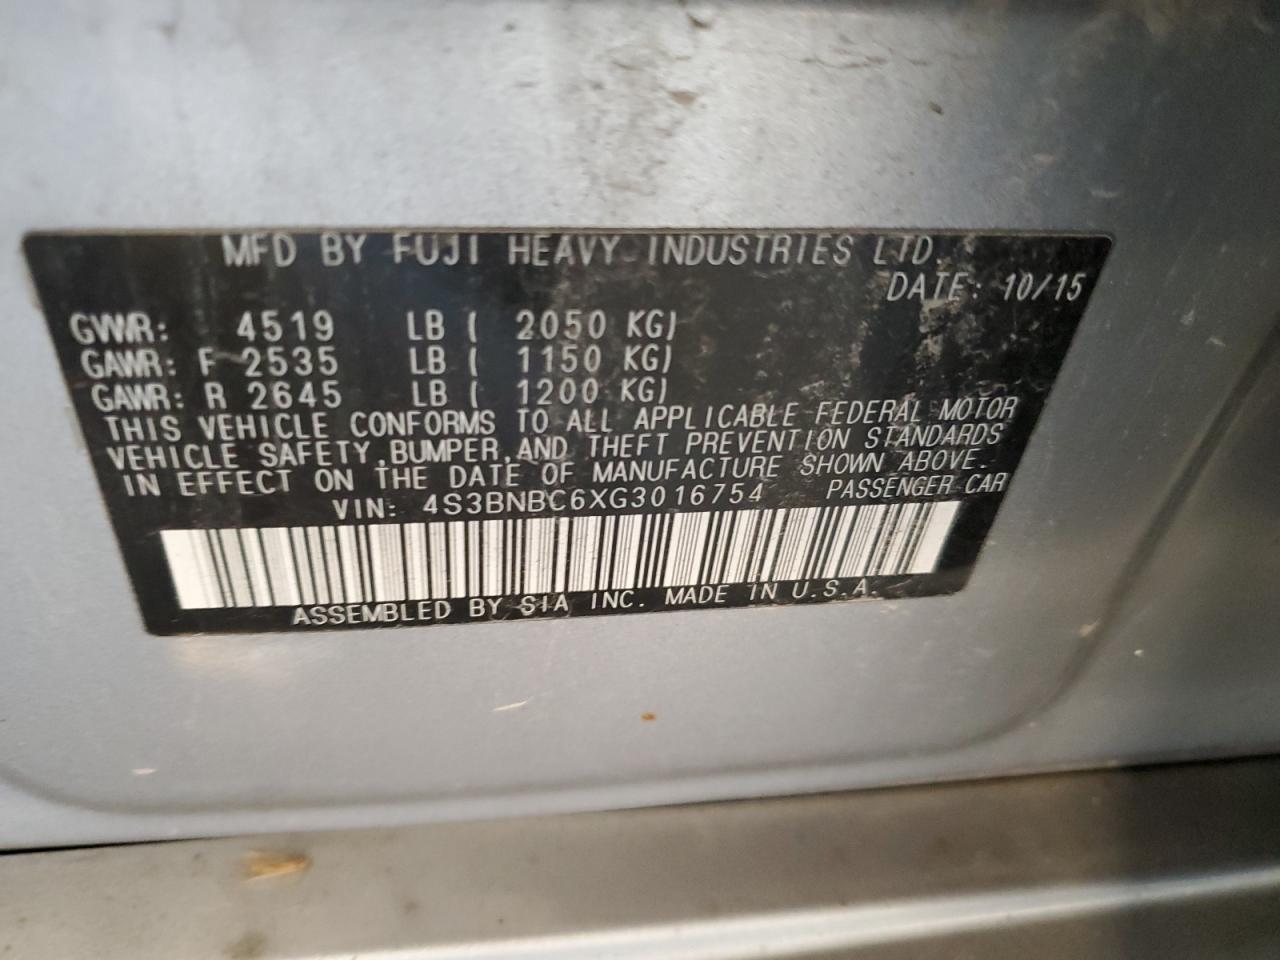 MFD BY FUJI HEAVY INDUSTRIES LTD.
DATE: 10/15
GVWR: 4519 LB ( 2050 KG)
GAWR: F 2535 LB ( 1150 KG)
GAWR: R 2645 LB ( 1200 KG)
THIS VEHICLE CONFORMS TO ALL APPLICABLE FEDERAL MOTOR
VEHICLE SAFETY,BUMPER,AND THEFT PREVENTION STANDARDS
IN EFFECT ON THE DATE OF MANUFACTURE SHOWN ABOVE.
VIN: 4S3BNBC6XG3016754 PASSENGER CAR
ASSEMBLED BY SIA INC. MADE IN U.S.A.